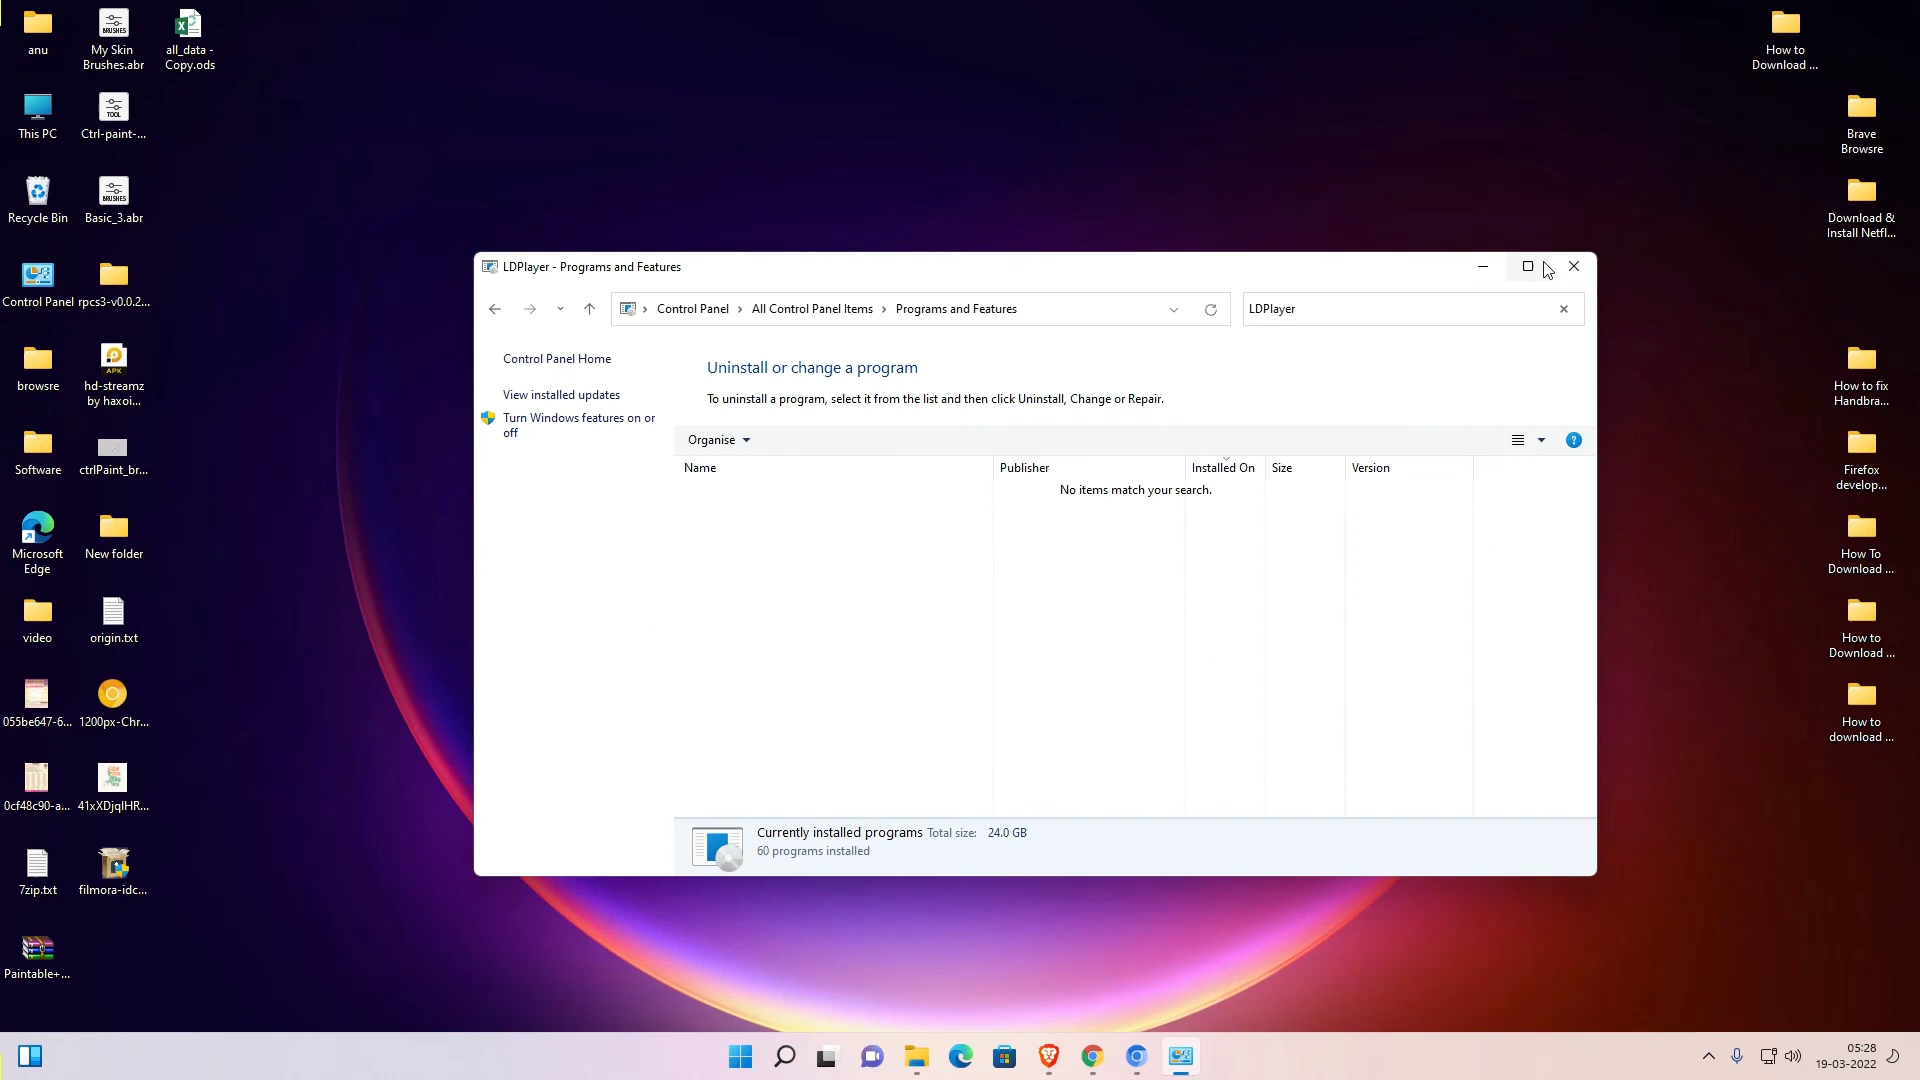 anu
My Skin
Brushes.abr
all_data -
Copy.ods
This PC
Ctrl-paint-...
Recycle Bin
Basic_3.abr
Control Panel
rpcs3-v0.0.2...
browsre
hd-streamz
by haxoi...
Software
ctrlPaint_br...
Microsoft
Edge
New folder
video
origin.txt
055be647-6...
1200px-Chr...
0cf48c90-a...
41xXDjqlHR...
7zip.txt
filmora-idc...
Paintable+...
BRUSHES
TOOL
BRUSHES
APK
LDPlayer - Programs and Features
Control Panel > All Control Panel Items > Programs and Features
LDPlayer
Control Panel Home
View installed updates
Turn Windows features on or
off
Uninstall or change a program
To uninstall a program, select it from the list and then click Uninstall, Change or Repair.
Organise
Name Publisher Installed On Size Version
No items match your search.
Currently installed programs Total size: 24.0 GB
60 programs installed
How to
Download ...
Brave
Browsre
Download &
Install Netfl...
How to fix
Handbra...
Firefox
develop...
How To
Download ...
How to
Download ...
How to
download ...
05:28
19-03-2022